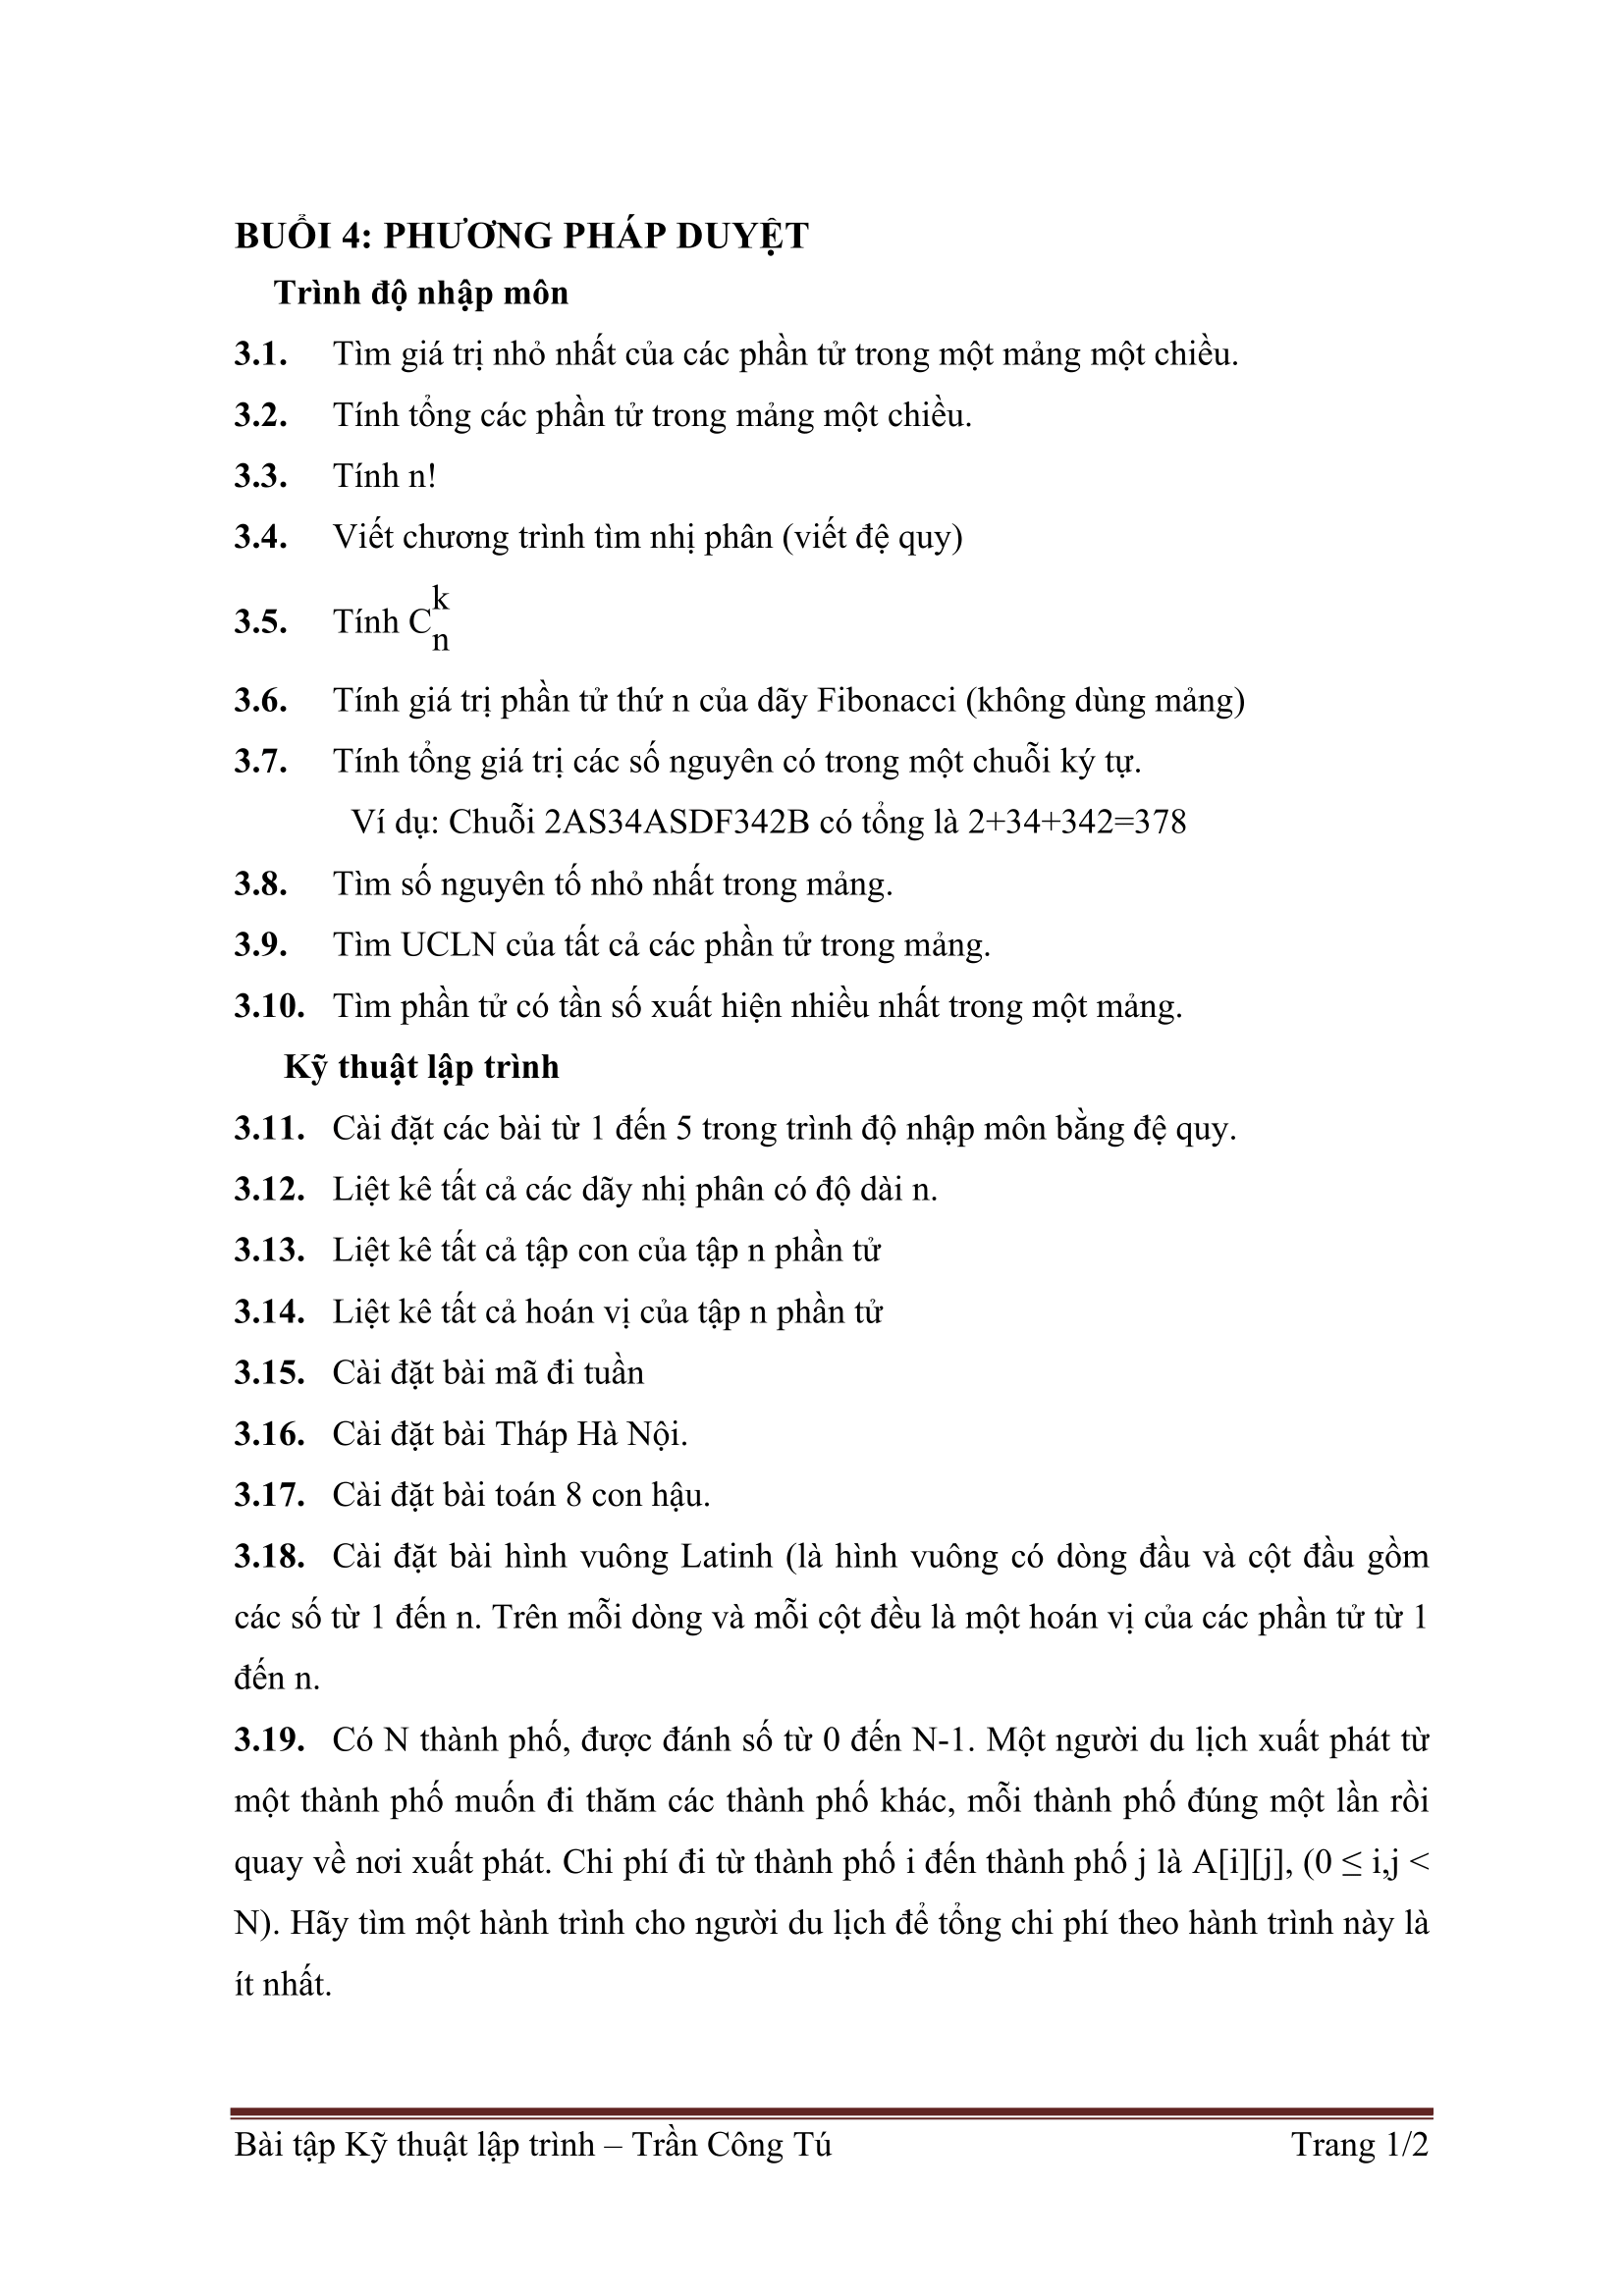 BUỔI 4: PHƯƠNG PHÁP DUYỆT
Trình độ nhập môn
3.1. Tìm giá trị nhỏ nhất của các phần tử trong một mảng một chiều.
3.2. Tính tổng các phần tử trong mảng một chiều.
3.3. Tính n!
3.4. Viết chương trình tìm nhị phân (viết đệ quy)
3.5. Tính C k n
3.6. Tính giá trị phần tử thứ n của dãy Fibonacci (không dùng mảng)
3.7. Tính tổng giá trị các số nguyên có trong một chuỗi ký tự.
Ví dụ: Chuỗi 2AS34ASDF342B có tổng là 2+34+342=378
3.8. Tìm số nguyên tố nhỏ nhất trong mảng.
3.9. Tìm UCLN của tất cả các phần tử trong mảng.
3.10. Tìm phần tử có tần số xuất hiện nhiều nhất trong một mảng.
Kỹ thuật lập trình
3.11. Cài đặt các bài từ 1 đến 5 trong trình độ nhập môn bằng đệ quy.
3.12. Liệt kê tất cả các dãy nhị phân có độ dài n.
3.13. Liệt kê tất cả tập con của tập n phần tử
3.14. Liệt kê tất cả hoán vị của tập n phần tử
3.15. Cài đặt bài mã đi tuần
3.16. Cài đặt bài Tháp Hà Nội.
3.17. Cài đặt bài toán 8 con hậu.
3.18. Cài đặt bài hình vuông Latinh (là hình vuông có dòng đầu và cột đầu gồm
các số từ 1 đến n. Trên mỗi dòng và mỗi cột đều là một hoán vị của các phần tử từ 1
đến n.
3.19. Có N thành phố, được đánh số từ 0 đến N-1. Một người du lịch xuất phát từ
một thành phố muốn đi thăm các thành phố khác, mỗi thành phố đúng một lần rồi
quay về nơi xuất phát. Chi phí đi từ thành phố i đến thành phố j là A[i][j], (0 ≤ i,j <
N). Hãy tìm một hành trình cho người du lịch để tổng chi phí theo hành trình này là
ít nhất.
Bài tập Kỹ thuật lập trình – Trần Công Tú Trang 1/2